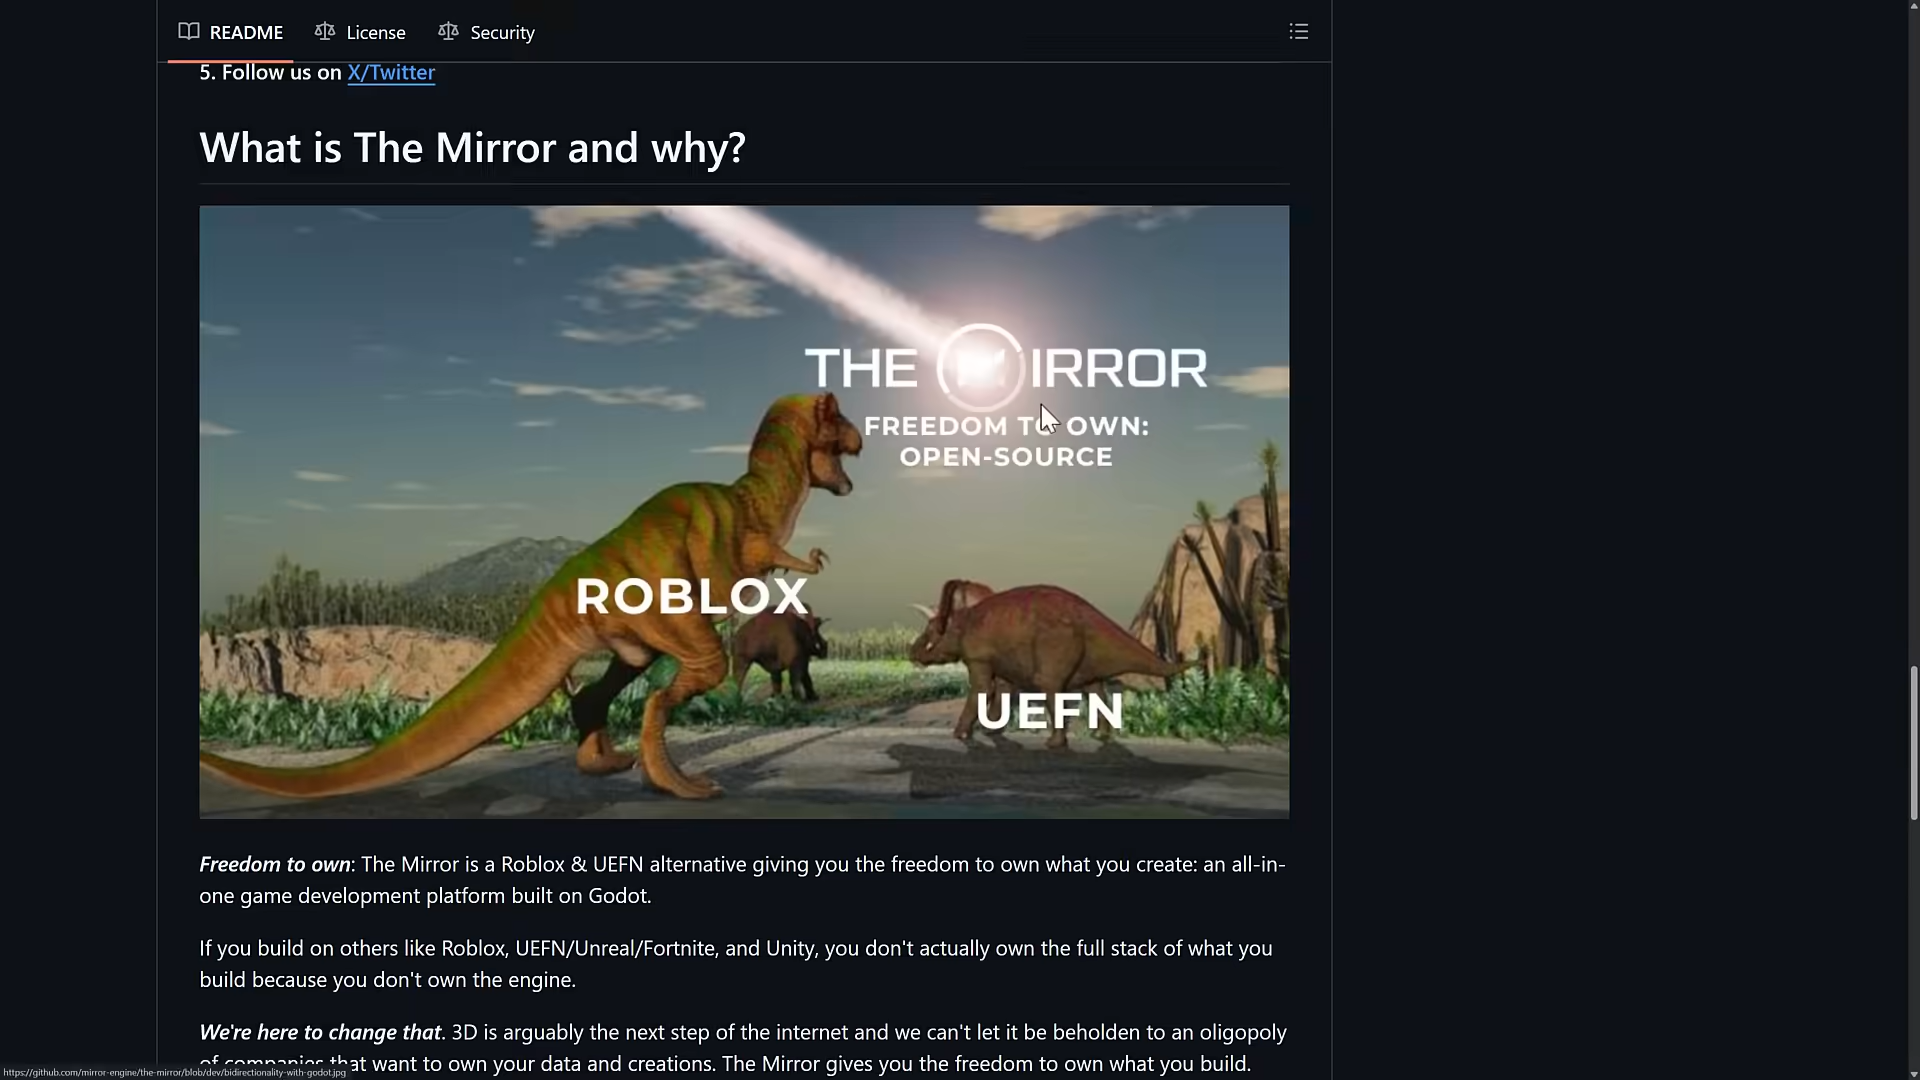 README
License
Security
5. Follow us on X/Twitter
What is The Mirror and why?
THE MIRROR
FREEDOM TO OWN:
OPEN-SOURCE
ROBLOX
UEFN
Freedom to own: The Mirror is a Roblox & UEFN alternative giving you the freedom to own what you create: an all-in-
one game development platform built on Godot.
If you build on others like Roblox, UEFN/Unreal/Fortnite, and Unity, you don't actually own the full stack of what you
build because you don't own the engine.
We're here to change that. 3D is arguably the next step of the internet and we can't let it be beholden to an oligopoly
of companies that want to own your data and creations. The Mirror gives you the freedom to own what you build.
https://github.com/mirror-engine/the-mirror/blob/dev/bidirectionality-with-godot.jpg